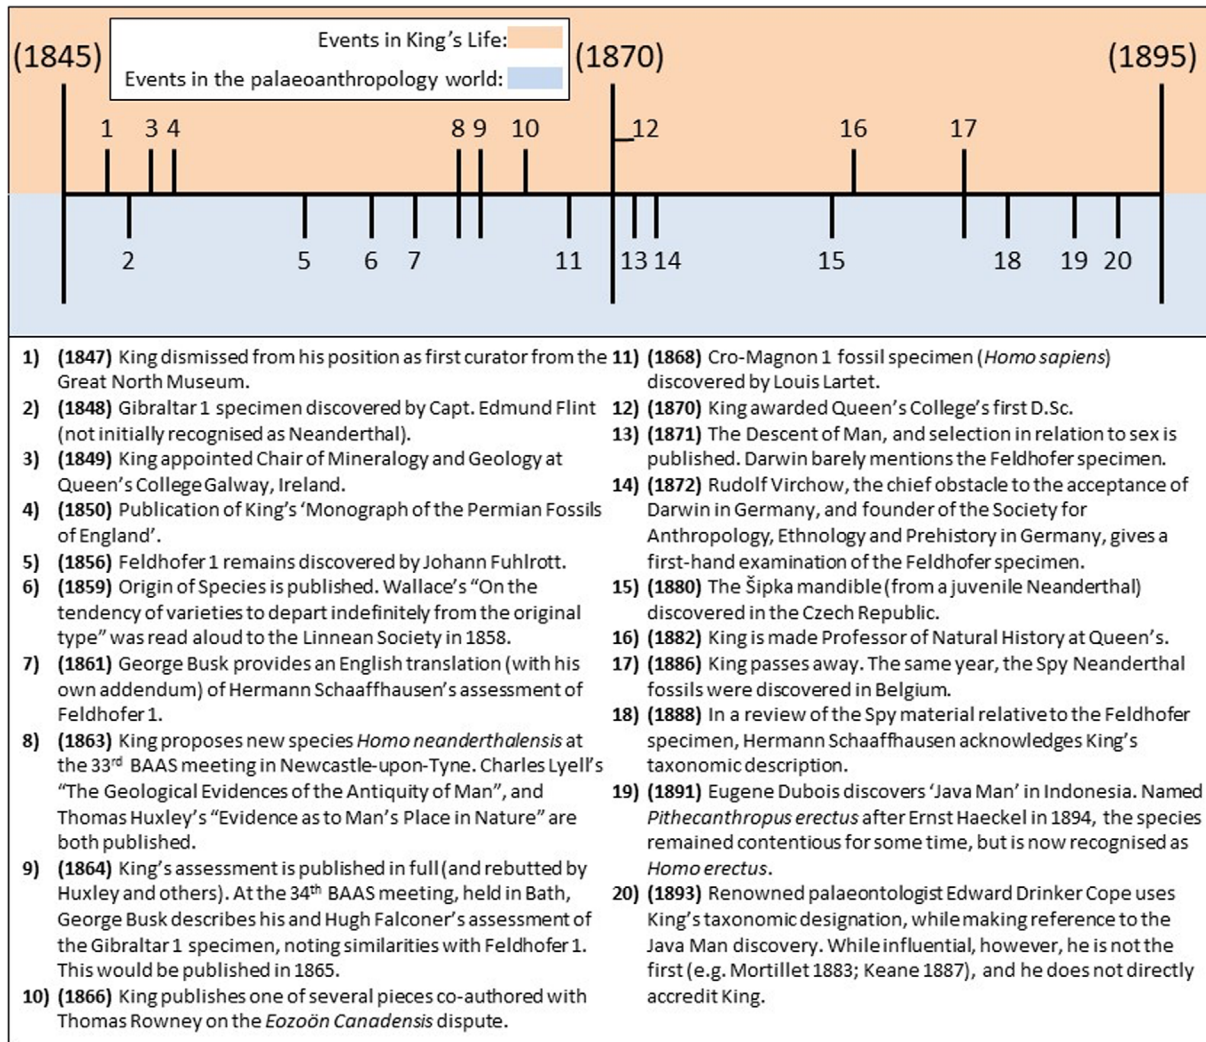 Events in King's Life:
Events in the palaeoanthropology world:
(1845)
(1870)
(1895)
1
3
4
8
9
10
12
16
17
2
5
6
7
11
13
14
15
18
19
20
1) (1847) King dismissed from his position as first curator from the
Great North Museum.
2) (1848) Gibraltar 1 specimen discovered by Capt. Edmund Flint
(not initially recognised as Neanderthal).
3) (1849) King appointed Chair of Mineralogy and Geology at
Queen's College Galway, Ireland.
4) (1850) Publication of King's 'Monograph of the Permian Fossils
of England'.
5) (1856) Feldhofer 1 remains discovered by Johann Fuhlrott.
6) (1859) Origin of Species is published. Wallace's "On the
tendency of varieties to depart indefinitely from the original
type" was read aloud to the Linnean Society in 1858.
7) (1861) George Busk provides an English translation (with his
own addendum) of Hermann Schaaffhausen's assessment of
Feldhofer 1.
8) (1863) King proposes new species Homo neanderthalensis at
the 33rd BAAS meeting in Newcastle-upon-Tyne. Charles Lyell's
"The Geological Evidences of the Antiquity of Man", and
Thomas Huxley's "Evidence as to Man's Place in Nature" are
both published.
9) (1864) King's assessment is published in full (and rebutted by
Huxley and others). At the 34th BAAS meeting, held in Bath,
George Busk describes his and Hugh Falconer's assessment of
the Gibraltar 1 specimen, noting similarities with Feldhofer 1.
This would be published in 1865.
10) (1866) King publishes one of several pieces co-authored with
Thomas Rowney on the Eozoön Canadensis dispute.
11) (1868) Cro-Magnon 1 fossil specimen (Homo sapiens)
discovered by Louis Lartet.
12) (1870) King awarded Queen's College's first D.Sc.
13) (1871) The Descent of Man, and selection in relation to sex is
published. Darwin barely mentions the Feldhofer specimen.
14) (1872) Rudolf Virchow, the chief obstacle to the acceptance of
Darwin in Germany, and founder of the Society for
Anthropology, Ethnology and Prehistory in Germany, gives a
first-hand examination of the Feldhofer specimen.
15) (1880) The Šipka mandible (from a juvenile Neanderthal)
discovered in the Czech Republic.
16) (1882) King is made Professor of Natural History at Queen's.
17) (1886) King passes away. The same year, the Spy Neanderthal
fossils were discovered in Belgium.
18) (1888) In a review of the Spy material relative to the Feldhofer
specimen, Hermann Schaaffhausen acknowledges King's
taxonomic description.
19) (1891) Eugene Dubois discovers 'Java Man' in Indonesia. Named
Pithecanthropus erectus after Ernst Haeckel in 1894, the species
remained contentious for some time, but is now recognised as
Homo erectus.
20) (1893) Renowned palaeontologist Edward Drinker Cope uses
King's taxonomic designation, while making reference to the
Java Man discovery. While influential, however, he is not the
first (e.g. Mortillet 1883; Keane 1887), and he does not directly
accredit King.